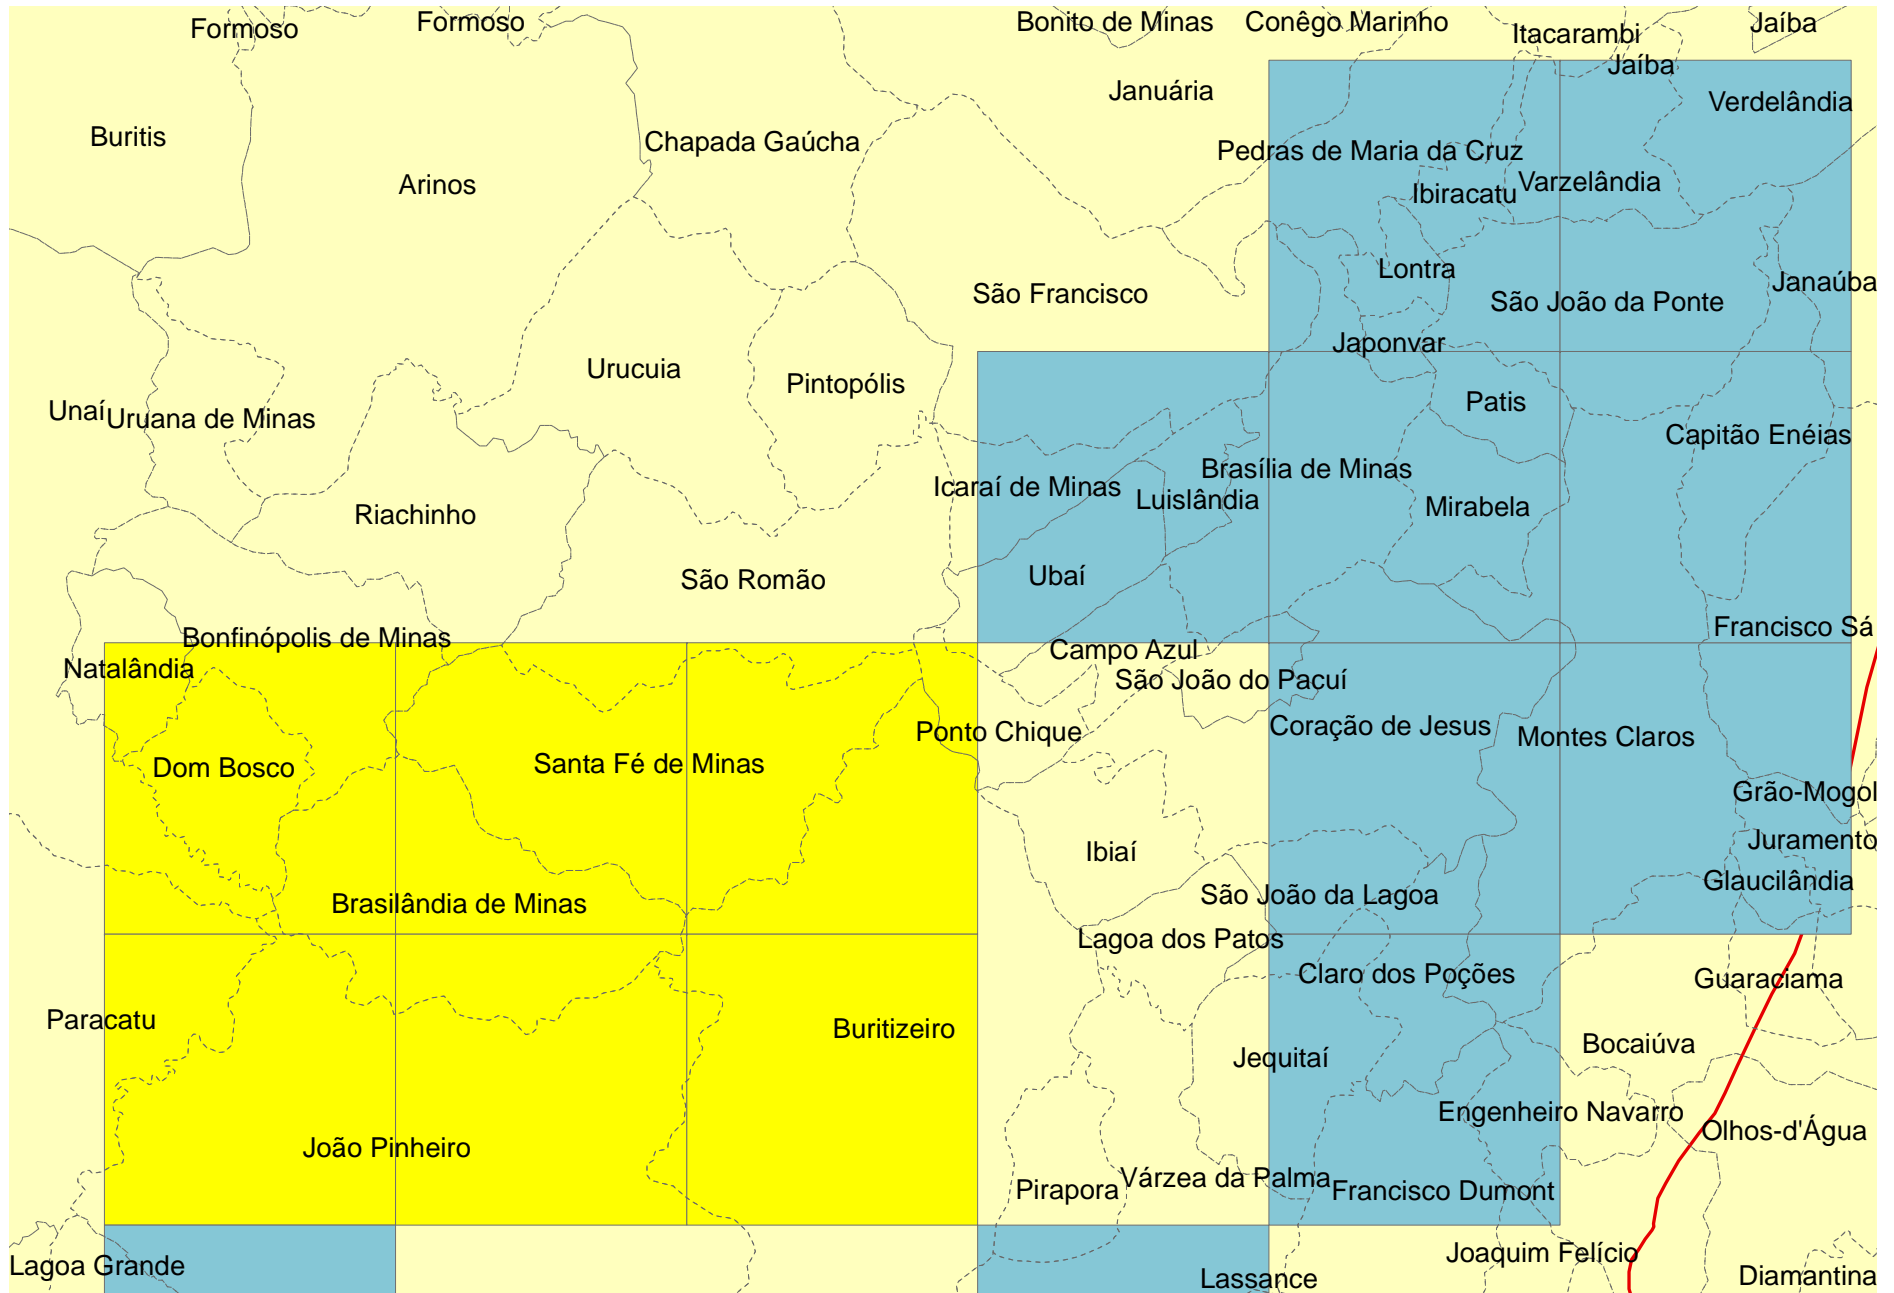 Formoso
Formoso
Bonito de Minas
Conêgo Marinho
Itacarambi
Jaíba
Jaíba
Januária
Verdelândia
Buritis
Chapada Gaúcha
Pedras de Maria da Cruz
Arinos
Ibiracatu
Varzelândia
Lontra
São Francisco
São João da Ponte
Janaúba
Japonvar
Urucuia
Pintopólis
Patis
Unaí
Uruana de Minas
Capitão Enéias
Brasília de Minas
Icaraí de Minas
Luislândia
Riachinho
Mirabela
São Romão
Ubaí
Bonfinópolis de Minas
Francisco Sá
Campo Azul
Natalândia
São João do Pacuí
Ponto Chique
Coração de Jesus
Montes Claros
Dom Bosco
Santa Fé de Minas
Grão-Mogol
Juramento
Ibiaí
Glaucilândia
Brasilândia de Minas
São João da Lagoa
Lagoa dos Patos
Claro dos Poções
Guaraciama
Paracatu
Buritizeiro
Bocaiúva
Jequitaí
Engenheiro Navarro
Olhos-d'Água
João Pinheiro
Várzea da Palma
Pirapora
Francisco Dumont
Joaquim Felício
Lagoa Grande
Lassance
Diamantina